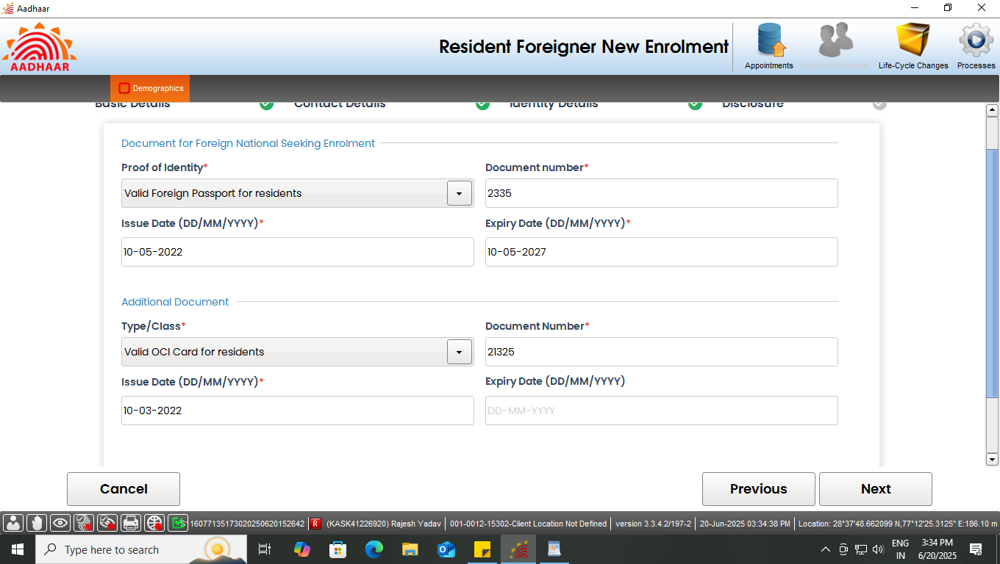 Aadhaar
AADHAAR
Resident Foreigner New Enrolment
Appointments
Resident Enrolment
Life-Cycle Changes
Processes
Demographics
Basic Details
Contact Details
Identity Details
Disclosure
Document for Foreign National Seeking Enrolment
Proof of Identity*
Document number*
Valid Foreign Passport for residents
2335
Issue Date (DD/MM/YYYY)*
Expiry Date (DD/MM/YYYY)*
10-05-2022
10-05-2027
Additional Document
Type/Class*
Document Number*
Valid OCI Card for residents
21325
Issue Date (DD/MM/YYYY)*
Expiry Date (DD/MM/YYYY)
10-03-2022
DD-MM-YYYY
Cancel
Previous
Next
S116077135173020250620152642
R
(KASK41226920) Rajesh Yadav
001-0012-15302-Client Location Not Defined
version 3.3.4.2/197-2
20-Jun-2025 03:34:38 PM
Location: 28°37'48.662099 N,77°12'25.3125" E:186.10 m
Type here to search
ENG
IN
3:34 PM
6/20/2025